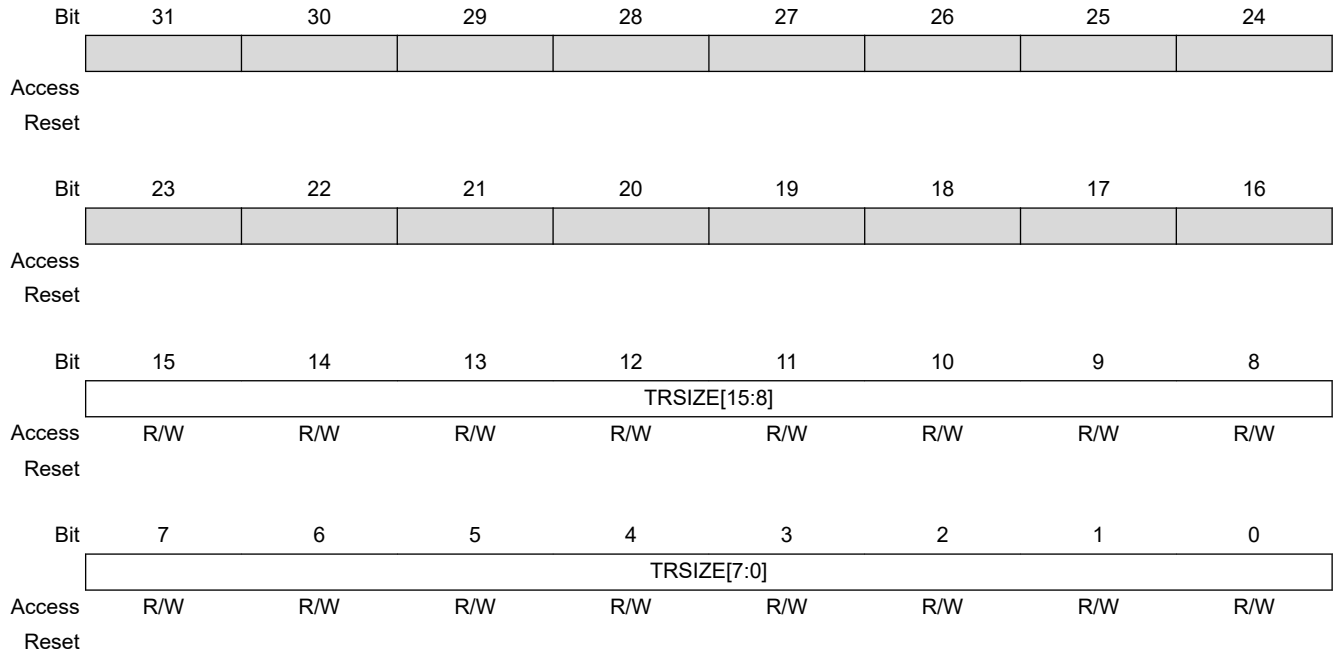 Bit 31 30 29 28 27 26 25 24
Access
Reset
Bit 23 22 21 20 19 18 17 16
Access
Reset
Bit 15 14 13 12 11 10 9 8
TRSIZE[15:8]
Access R/W R/W R/W R/W R/W R/W R/W R/W
Reset
Bit 7 6 5 4 3 2 1 0
TRSIZE[7:0]
Access R/W R/W R/W R/W R/W R/W R/W R/W
Reset